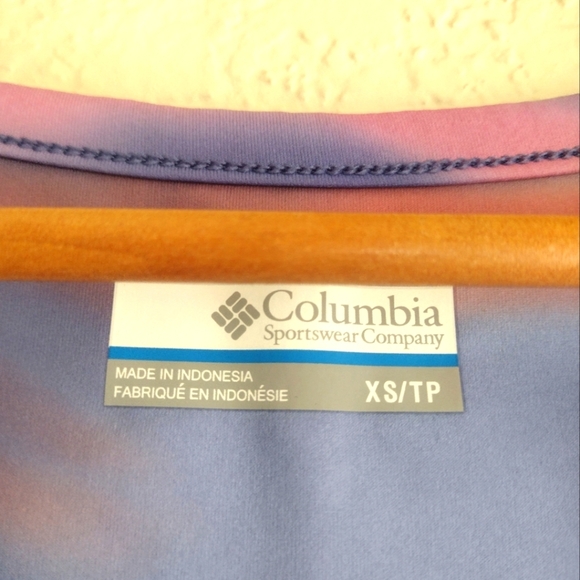 Columbia
Sportswear Company
MADE IN INDONESIA
FABRIQUÉ EN INDONÉSIE
XS/TP